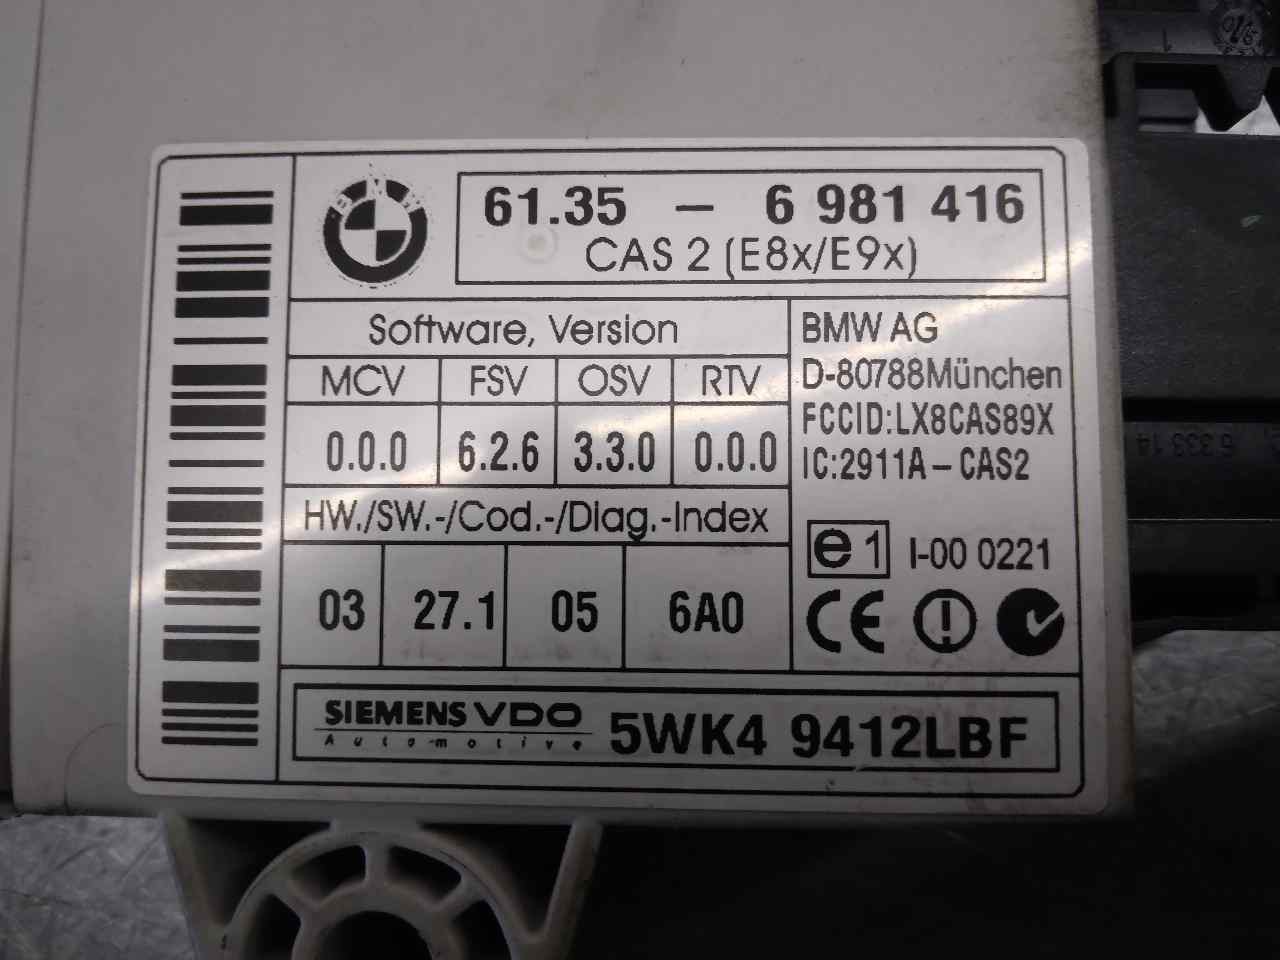 BMW
61.35 – 6 981 416
CAS 2 (E8x/E9x)
Software, Version
MCV FSV OSV RTV
0.0.0 6.2.6 3.3.0 0.0.0
HW./SW.-/Cod.-/Diag.-Index
03 27.1 05 6A0
BMW AG
D-80788München
FCCID:LX8CAS89X
IC:2911A – CAS2
e1 I-00 0221
CE
SIEMENS VDO
Automotive
5WK4 9412LBF